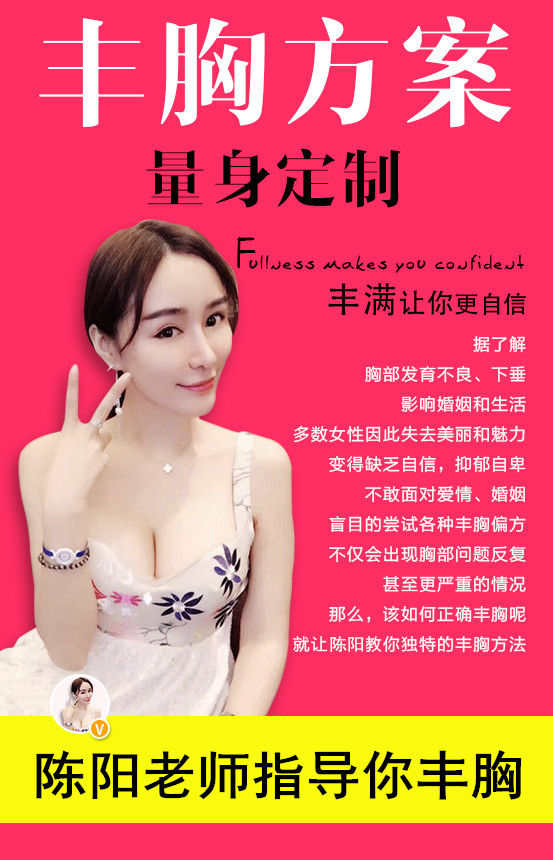 丰胸方案
量身定制
Fullness makes you confident
丰满让你更自信
据了解
胸部发育不良、下垂
影响婚姻和生活
多数女性因此失去美丽和魅力
变得缺乏自信，抑郁自卑
不敢面对爱情、婚姻
盲目的尝试各种丰胸偏方
不仅会出现胸部问题反复
甚至更严重的情况
那么，该如何正确丰胸呢
就让陈阳教你独特的丰胸方法
V
陈阳老师指导你丰胸